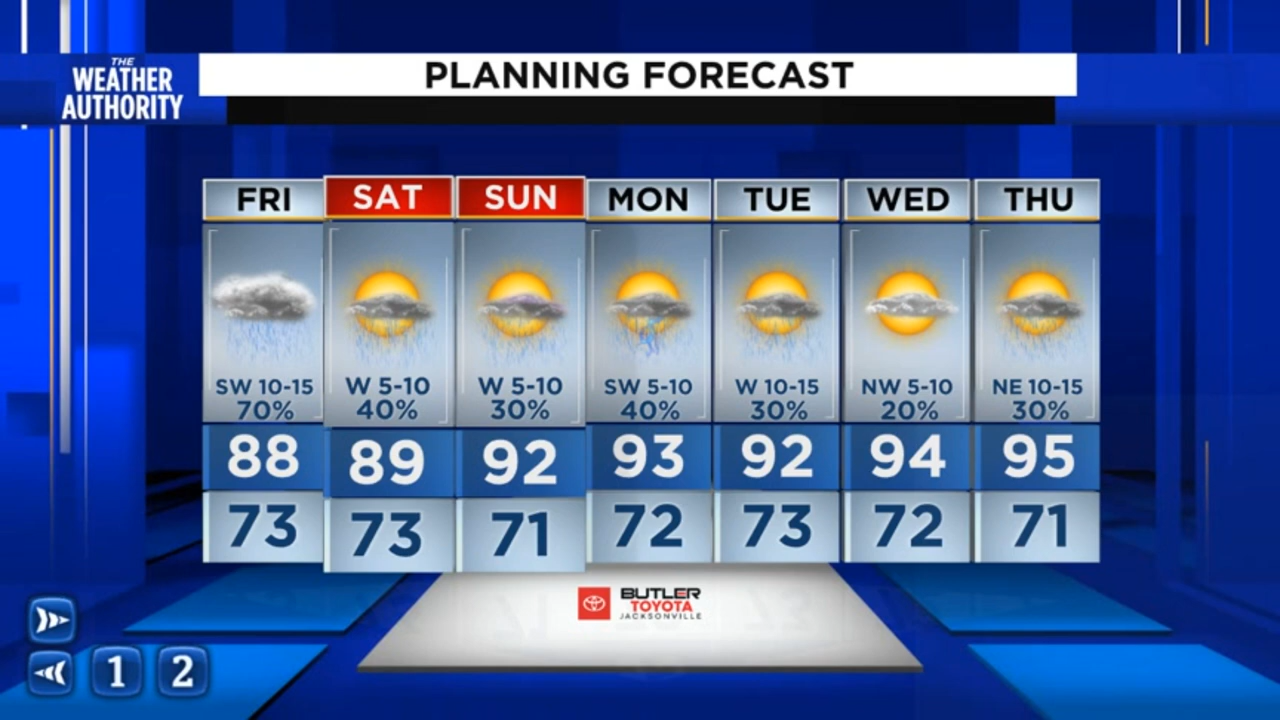 THE
WEATHER
AUTHORITY
PLANNING FORECAST
FRI SAT SUN MON TUE WED THU
SW 10-15 W 5-10 W 5-10 SW 5-10 W 10-15 NW 5-10 NE 10-15
70% 40% 30% 40% 30% 20% 30%
88 89 92 93 92 94 95
73 73 71 72 73 72 71
BUTLER
TOYOTA
JACKSONVILLE
1 2